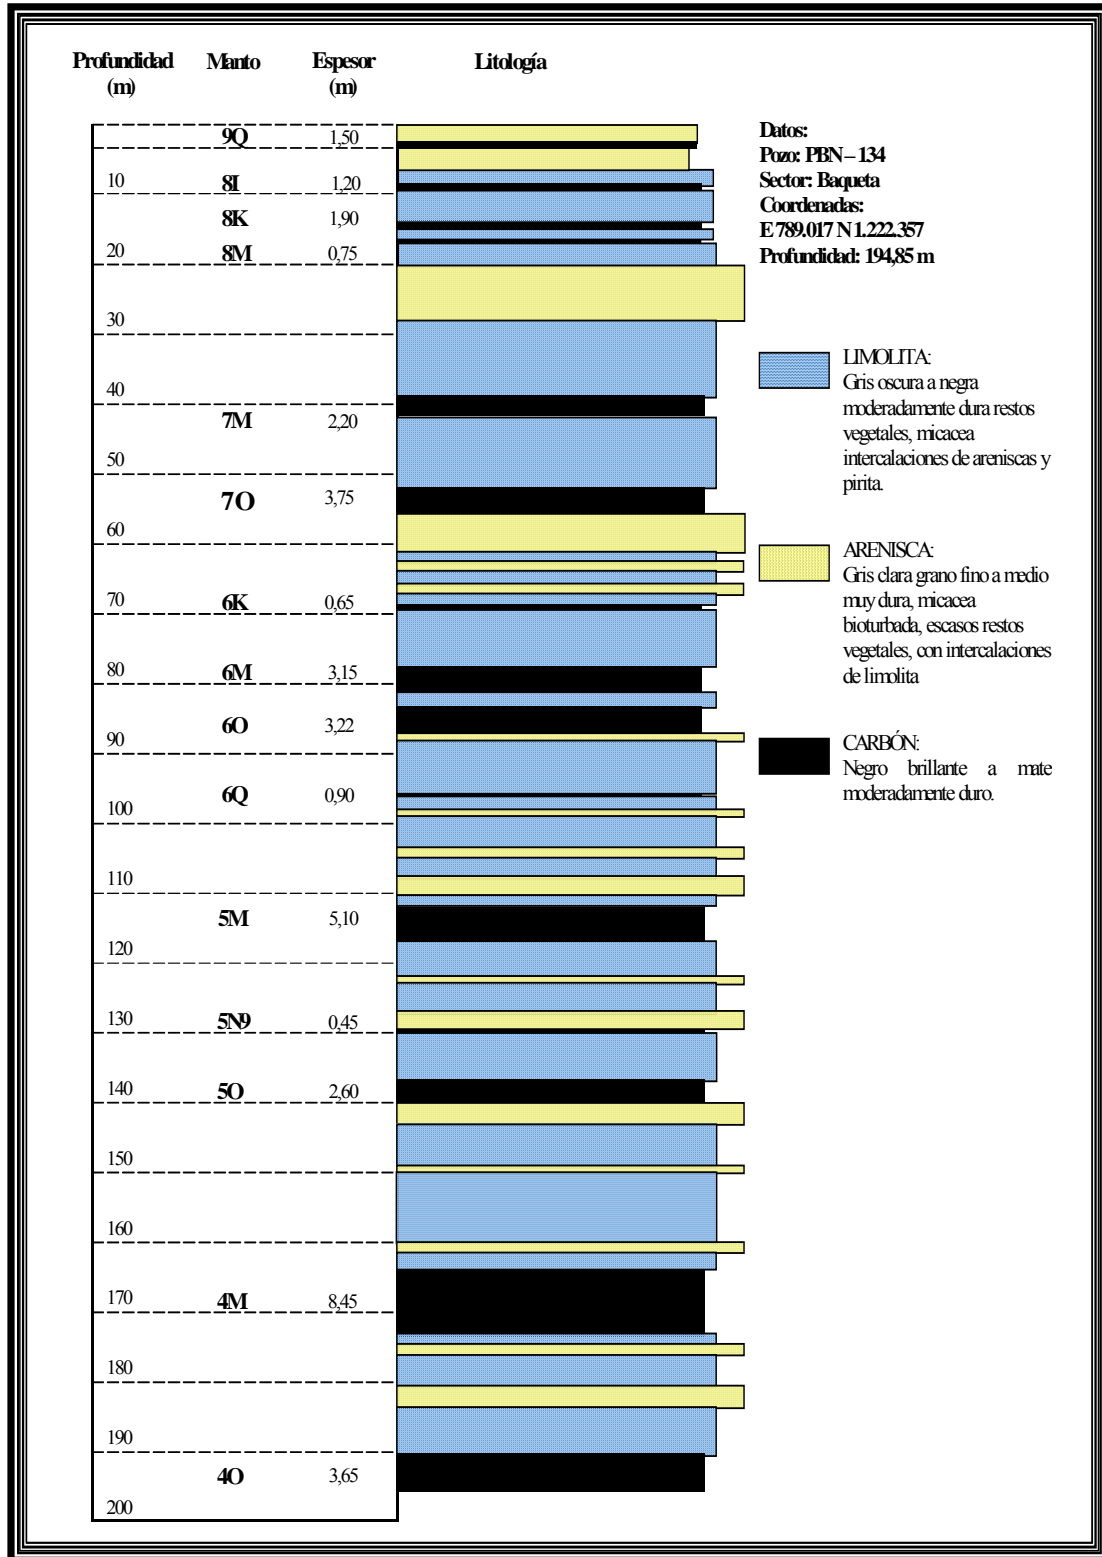 Profundidad Manto Espesor Litología
(m) (m)
9Q 1,50
10 8I 1,20
8K 1,90
20 8M 0,75
30
40
7M 2,20
50
7O 3,75
60
70 6K 0,65
80 6M 3,15
6O 3,22
90
6Q 0,90
100
110
5M 5,10
120
130 5N9 0,45
140 5O 2,60
150
160
170 4M 8,45
180
190
4O 3,65
200
Datos:
Pozo: PBN – 134
Sector: Baqueta
Coordenadas:
E 789.017 N 1.222.357
Profundidad: 194,85 m
LIMOLITA:
Gris oscura a negra
moderadamente dura restos
vegetales, micacea
intercalaciones de areniscas y
pirita.
ARENISCA:
Gris clara grano fino a medio
muy dura, micacea
bioturbada, escasos restos
vegetales, con intercalaciones
de limolita
CARBÓN:
Negro brillante a mate
moderadamente duro.